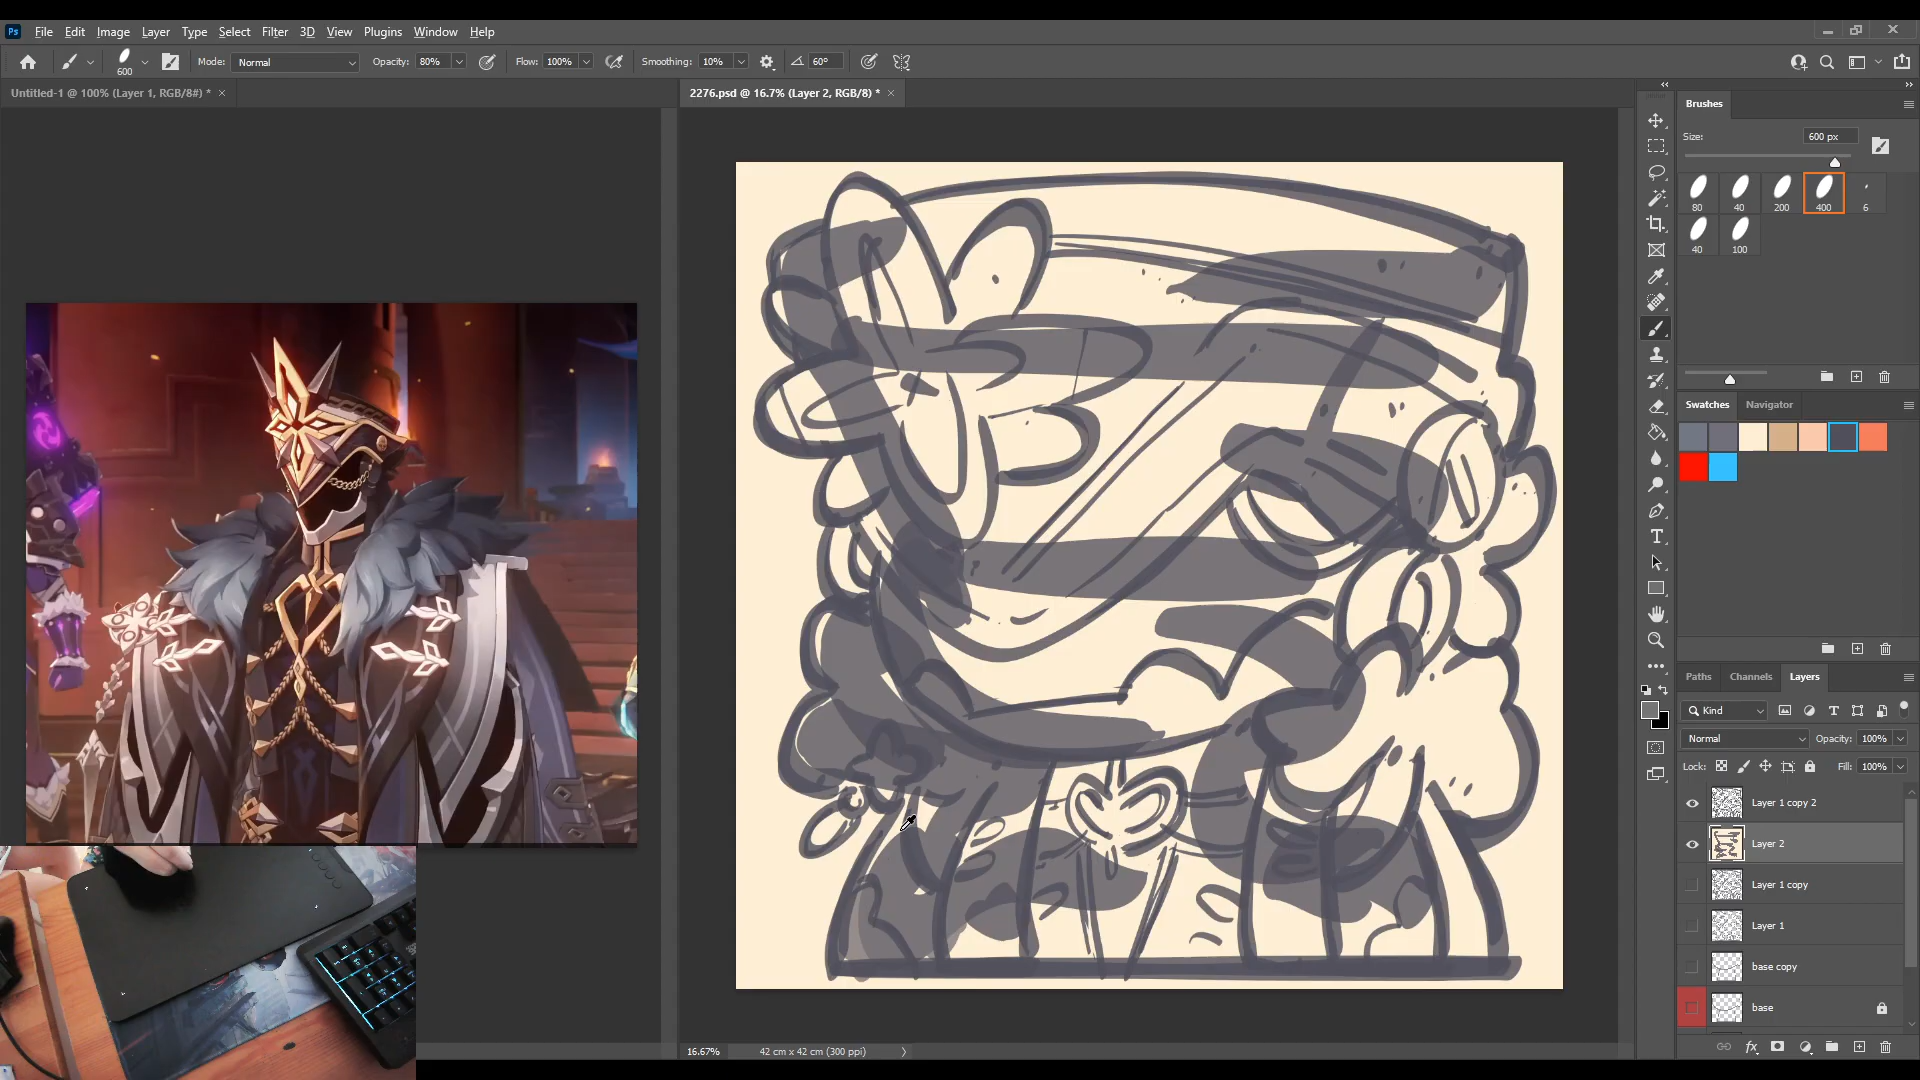 Ps File Edit Image Layer Type Select Filter 3D View Plugins Window Help
600 Mode: Normal Opacity: 80% Flow: 100% Smoothing: 10% 60°
Untitled-1 @ 100% (Layer 1, RGB/8#) * ×
2276.psd @ 16.7% (Layer 2, RGB/8) * ×
Brushes
Size: 600 px
80 40 200 400 6
40 100
Swatches Navigator
Paths Channels Layers
Kind
Normal Opacity: 100%
Lock: Fill: 100%
Layer 1 copy 2
Layer 2
Layer 1 copy
Layer 1
base copy
base
fx
16.67% 42 cm x 42 cm (300 ppi)